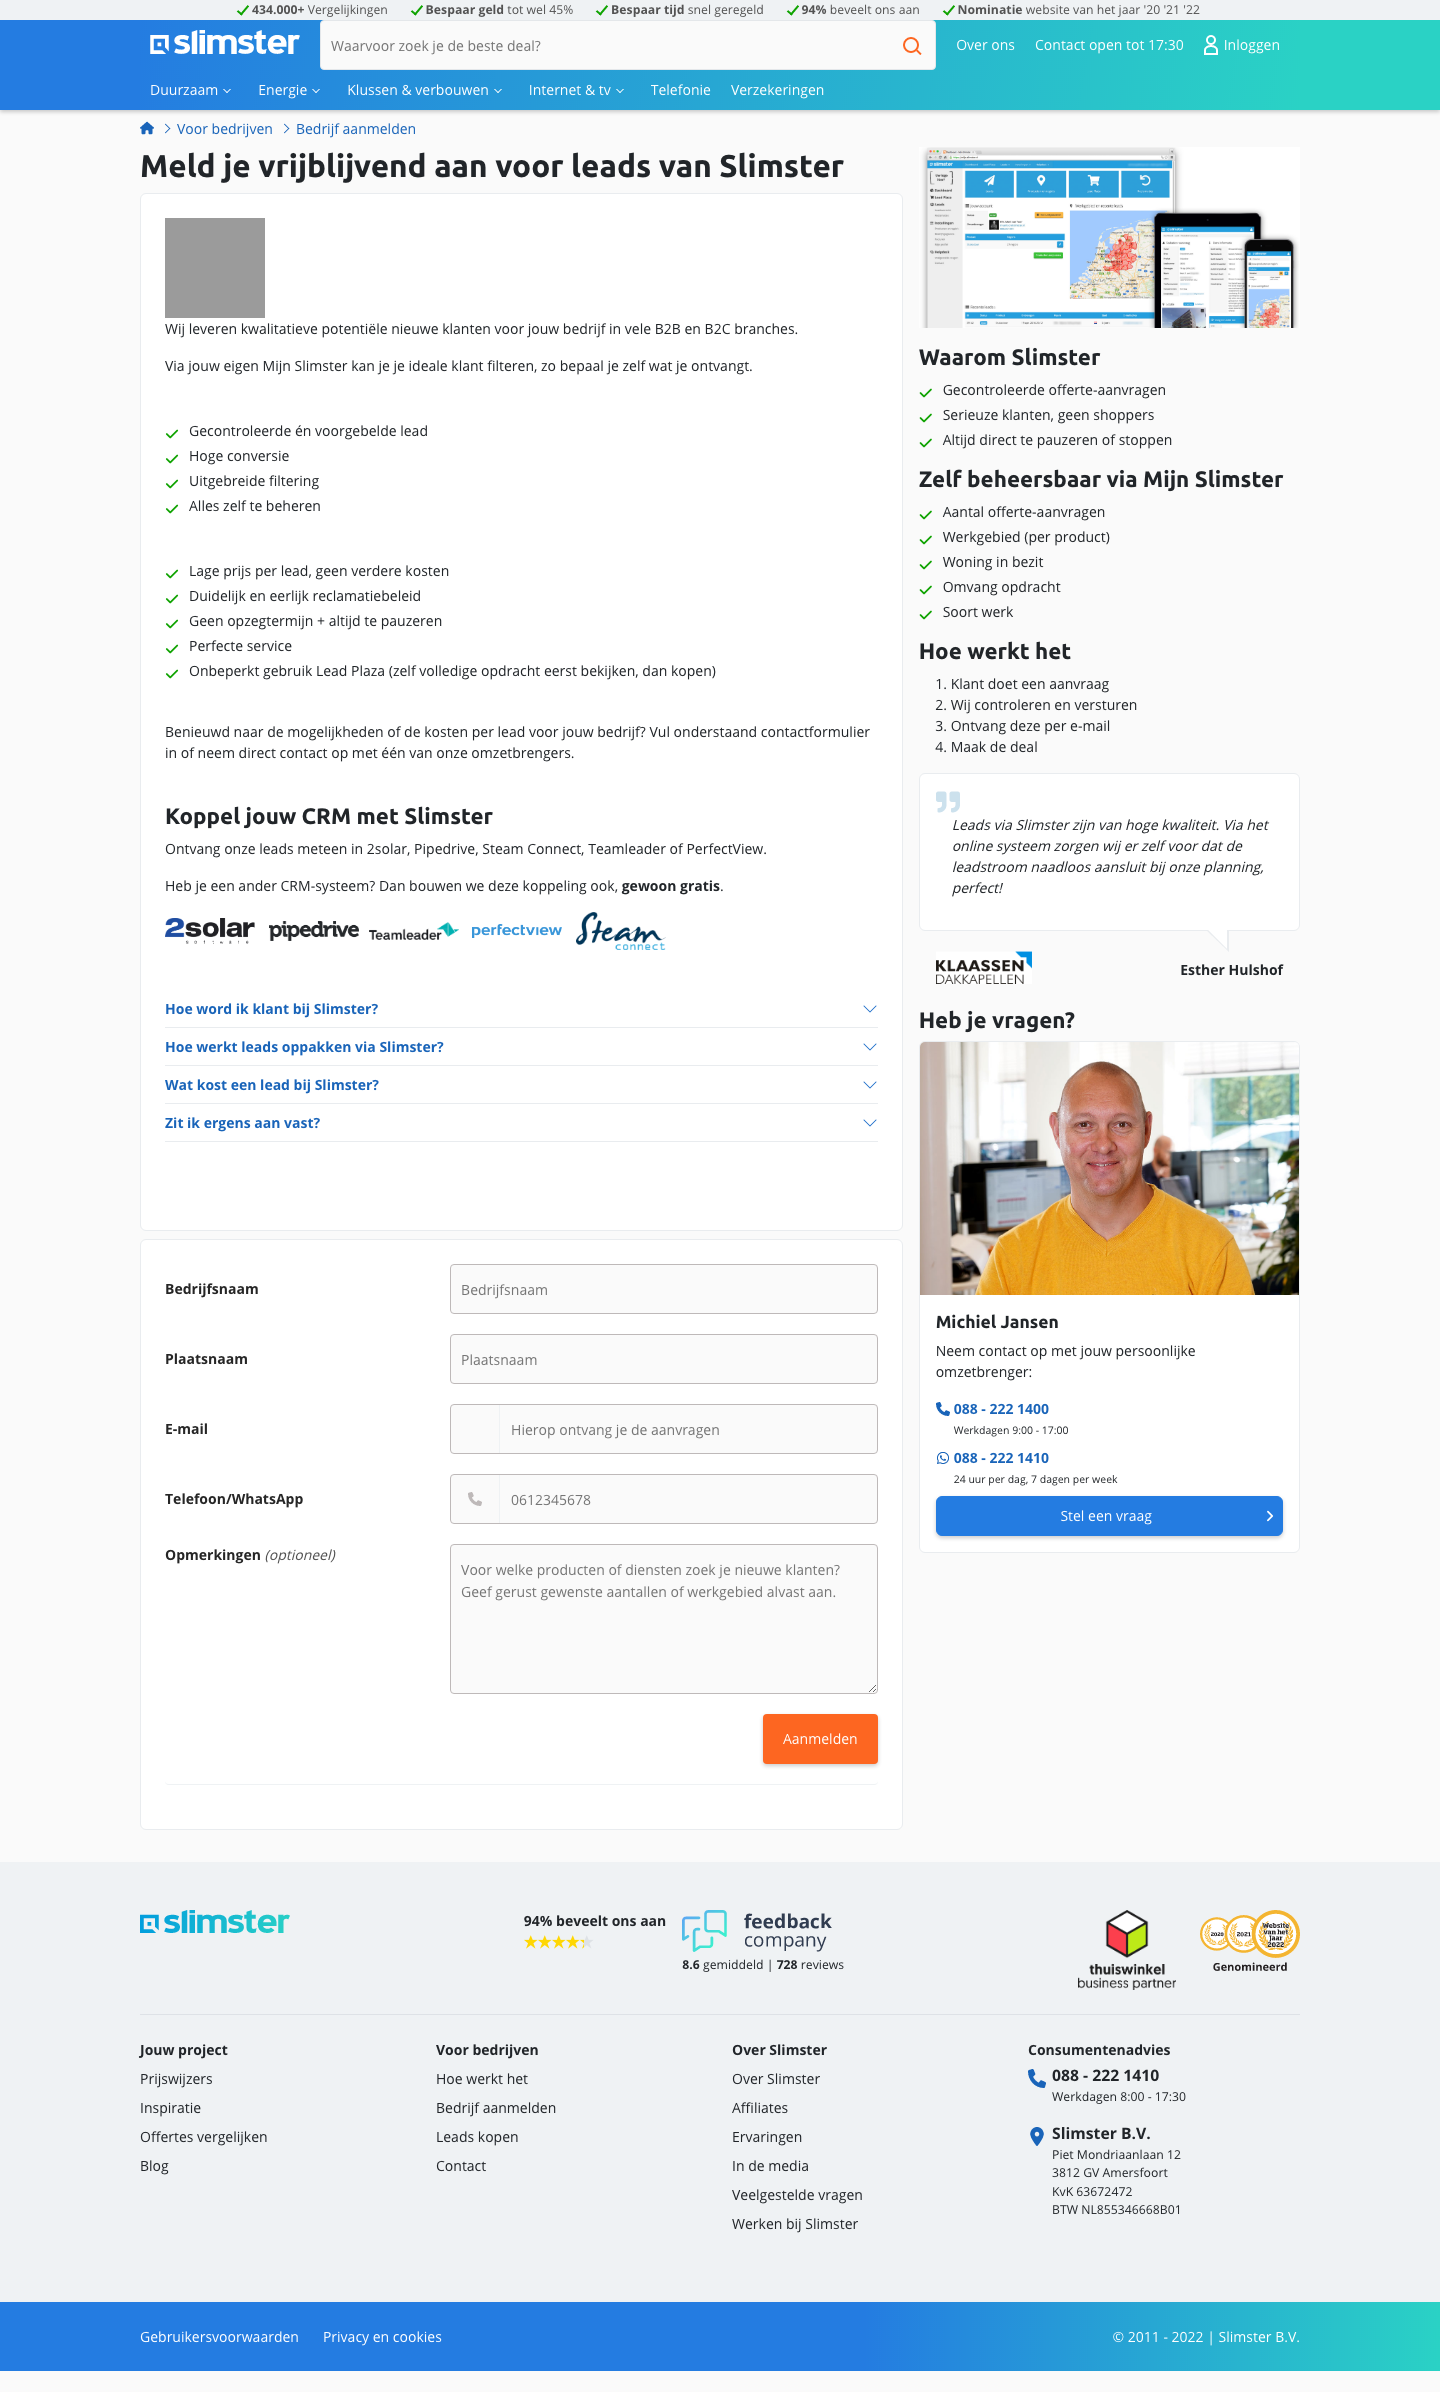 434.000+ Vergelijkingen Bespaar geld tot wel 45% Bespaar tijd snel geregeld 94% beveelt ons aan Nominatie website van het jaar '20 '21 '22
slimster
Waarvoor zoek je de beste deal?
Over ons Contact open tot 17:30 Inloggen
Duurzaam Energie Klussen & verbouwen Internet & tv Telefonie Verzekeringen
Voor bedrijven Bedrijf aanmelden
Meld je vrijblijvend aan voor leads van Slimster
Wij leveren kwalitatieve potentiële nieuwe klanten voor jouw bedrijf in vele B2B en B2C branches.
Via jouw eigen Mijn Slimster kan je je ideale klant filteren, zo bepaal je zelf wat je ontvangt.
Gecontroleerde én voorgebelde lead
Hoge conversie
Uitgebreide filtering
Alles zelf te beheren
Lage prijs per lead, geen verdere kosten
Duidelijk en eerlijk reclamatiebeleid
Geen opzegtermijn + altijd te pauzeren
Perfecte service
Onbeperkt gebruik Lead Plaza (zelf volledige opdracht eerst bekijken, dan kopen)
Benieuwd naar de mogelijkheden of de kosten per lead voor jouw bedrijf? Vul onderstaand contactformulier
in of neem direct contact op met één van onze omzetbrengers.
Koppel jouw CRM met Slimster
Ontvang onze leads meteen in 2solar, Pipedrive, Steam Connect, Teamleader of PerfectView.
Heb je een ander CRM-systeem? Dan bouwen we deze koppeling ook, gewoon gratis.
2solar software pipedrive Teamleader perfectview Steam connect
Hoe word ik klant bij Slimster?
Hoe werkt leads oppakken via Slimster?
Wat kost een lead bij Slimster?
Zit ik ergens aan vast?
Bedrijfsnaam Bedrijfsnaam
Plaatsnaam Plaatsnaam
E-mail Hierop ontvang je de aanvragen
Telefoon/WhatsApp 0612345678
Opmerkingen (optioneel) Voor welke producten of diensten zoek je nieuwe klanten?
Geef gerust gewenste aantallen of werkgebied alvast aan.
Aanmelden
Waarom Slimster
Gecontroleerde offerte-aanvragen
Serieuze klanten, geen shoppers
Altijd direct te pauzeren of stoppen
Zelf beheersbaar via Mijn Slimster
Aantal offerte-aanvragen
Werkgebied (per product)
Woning in bezit
Omvang opdracht
Soort werk
Hoe werkt het
1. Klant doet een aanvraag
2. Wij controleren en versturen
3. Ontvang deze per e-mail
4. Maak de deal
Leads via Slimster zijn van hoge kwaliteit. Via het
online systeem zorgen wij er zelf voor dat de
leadstroom naadloos aansluit bij onze planning,
perfect!
KLAASSEN
DAKKAPELLEN
Esther Hulshof
Heb je vragen?
Michiel Jansen
Neem contact op met jouw persoonlijke
omzetbrenger:
088 - 222 1400
Werkdagen 9:00 - 17:00
088 - 222 1410
24 uur per dag, 7 dagen per week
Stel een vraag
slimster
94% beveelt ons aan
feedback
company
8.6 gemiddeld | 728 reviews
thuiswinkel
business partner
2020 2021 Website van het jaar 2022
Genomineerd
Jouw project
Prijswijzers
Inspiratie
Offertes vergelijken
Blog
Voor bedrijven
Hoe werkt het
Bedrijf aanmelden
Leads kopen
Contact
Over Slimster
Over Slimster
Affiliates
Ervaringen
In de media
Veelgestelde vragen
Werken bij Slimster
Consumentenadvies
088 - 222 1410
Werkdagen 8:00 - 17:30
Slimster B.V.
Piet Mondriaanlaan 12
3812 GV Amersfoort
KvK 63672472
BTW NL855346668B01
Gebruikersvoorwaarden Privacy en cookies © 2011 - 2022 | Slimster B.V.